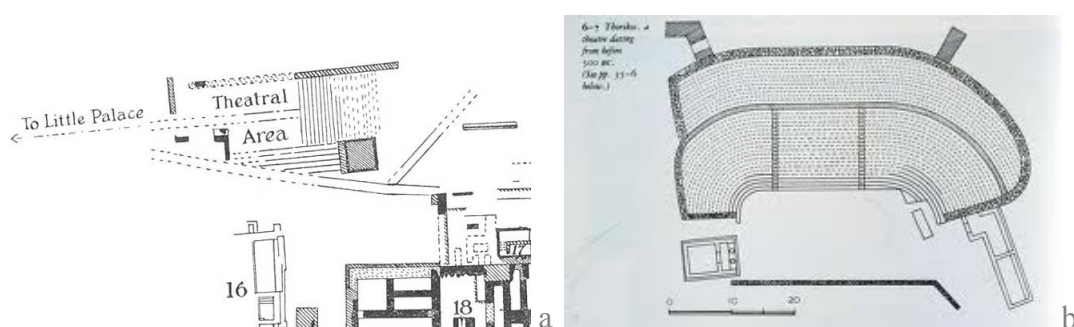 Theatral
To Little Palace
Area
16
17
18
a
6-7 Thorikos, a
theatre dating
from before
500 BC.
(See pp. 35-6
below.)
0 10 20
b